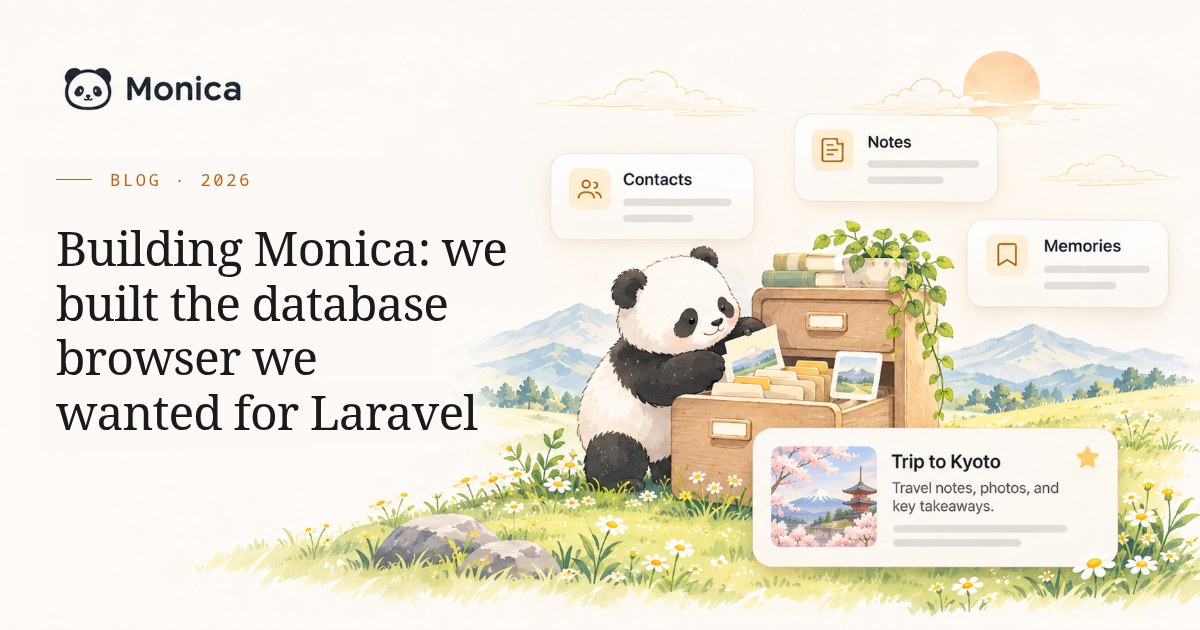 Monica
BLOG · 2026
Building Monica: we
built the database
browser we
wanted for Laravel
Contacts
Notes
Memories
Trip to Kyoto
Travel notes, photos, and
key takeaways.